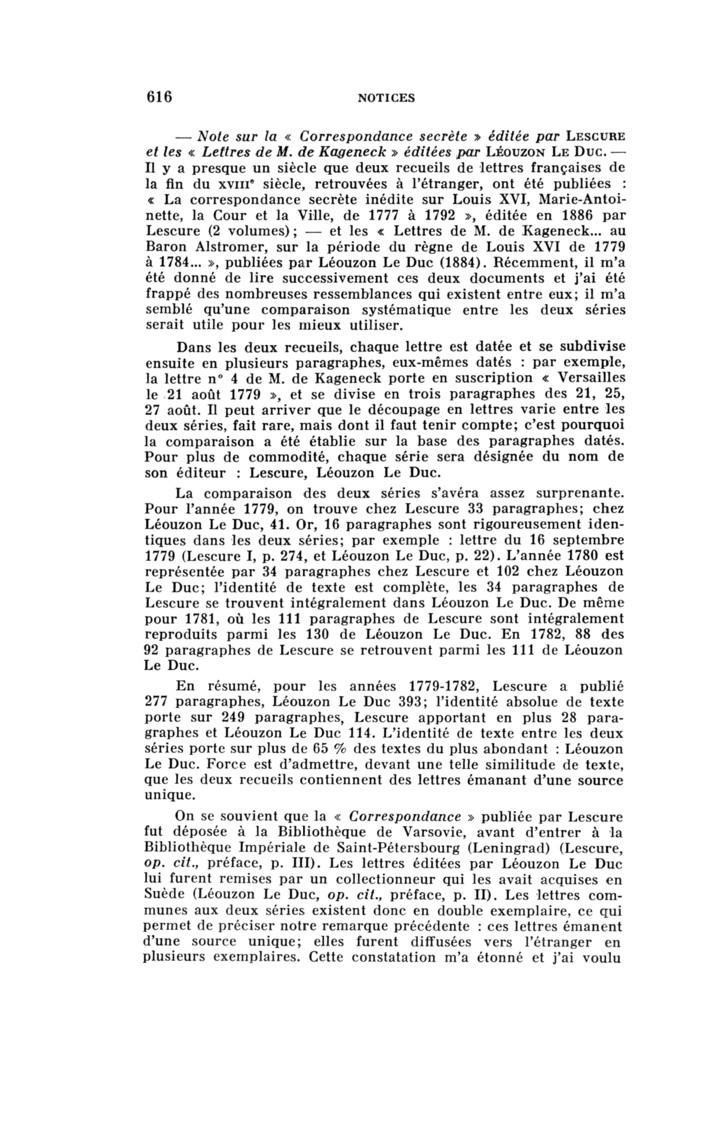 616 NOTICES
— Note sur la « Correspondance secrète » éditée par LESCURE
et les « Lettres de M. de Kageneck » éditées par LÉOUZON LE DUC. —
Il y a presque un siècle que deux recueils de lettres françaises de
la fin du XVIIIe siècle, retrouvées à l'étranger, ont été publiées :
« La correspondance secrète inédite sur Louis XVI, Marie-Antoi-
nette, la Cour et la Ville, de 1777 à 1792 », éditée en 1886 par
Lescure (2 volumes) ; — et les « Lettres de M. de Kageneck... au
Baron Alstromer, sur la période du règne de Louis XVI de 1779
à 1784... », publiées par Léouzon Le Duc (1884). Récemment, il m'a
été donné de lire successivement ces deux documents et j'ai été
frappé des nombreuses ressemblances qui existent entre eux; il m'a
semblé qu'une comparaison systématique entre les deux séries
serait utile pour les mieux utiliser.
Dans les deux recueils, chaque lettre est datée et se subdivise
ensuite en plusieurs paragraphes, eux-mêmes datés : par exemple,
la lettre n° 4 de M. de Kageneck porte en suscription « Versailles
le 21 août 1779 », et se divise en trois paragraphes des 21, 25,
27 août. Il peut arriver que le découpage en lettres varie entre les
deux séries, fait rare, mais dont il faut tenir compte; c'est pourquoi
la comparaison a été établie sur la base des paragraphes datés.
Pour plus de commodité, chaque série sera désignée du nom de
son éditeur : Lescure, Léouzon Le Duc.
La comparaison des deux séries s'avéra assez surprenante.
Pour l'année 1779, on trouve chez Lescure 33 paragraphes; chez
Léouzon Le Duc, 41. Or, 16 paragraphes sont rigoureusement iden-
tiques dans les deux séries; par exemple : lettre du 16 septembre
1779 (Lescure I, p. 274, et Léouzon Le Duc, p. 22). L'année 1780 est
représentée par 34 paragraphes chez Lescure et 102 chez Léouzon
Le Duc; l'identité de texte est complète, les 34 paragraphes de
Lescure se trouvent intégralement dans Léouzon Le Duc. De même
pour 1781, où les 111 paragraphes de Lescure sont intégralement
reproduits parmi les 130 de Léouzon Le Duc. En 1782, 88 des
92 paragraphes de Lescure se retrouvent parmi les 111 de Léouzon
Le Duc.
En résumé, pour les années 1779-1782, Lescure a publié
277 paragraphes, Léouzon Le Duc 393; l'identité absolue de texte
porte sur 249 paragraphes, Lescure apportant en plus 28 para-
graphes et Léouzon Le Duc 114. L'identité de texte entre les deux
séries porte sur plus de 65 % des textes du plus abondant : Léouzon
Le Duc. Force est d'admettre, devant une telle similitude de texte,
que les deux recueils contiennent des lettres émanant d'une source
unique.
On se souvient que la « Correspondance » publiée par Lescure
fut déposée à la Bibliothèque de Varsovie, avant d'entrer à la
Bibliothèque Impériale de Saint-Pétersbourg (Leningrad) (Lescure,
op. cit., préface, p. III). Les lettres éditées par Léouzon Le Duc
lui furent remises par un collectionneur qui les avait acquises en
Suède (Léouzon Le Duc, op. cit., préface, p. II). Les lettres com-
munes aux deux séries existent donc en double exemplaire, ce qui
permet de préciser notre remarque précédente : ces lettres émanent
d'une source unique; elles furent diffusées vers l'étranger en
plusieurs exemplaires. Cette constatation m'a étonné et j'ai voulu